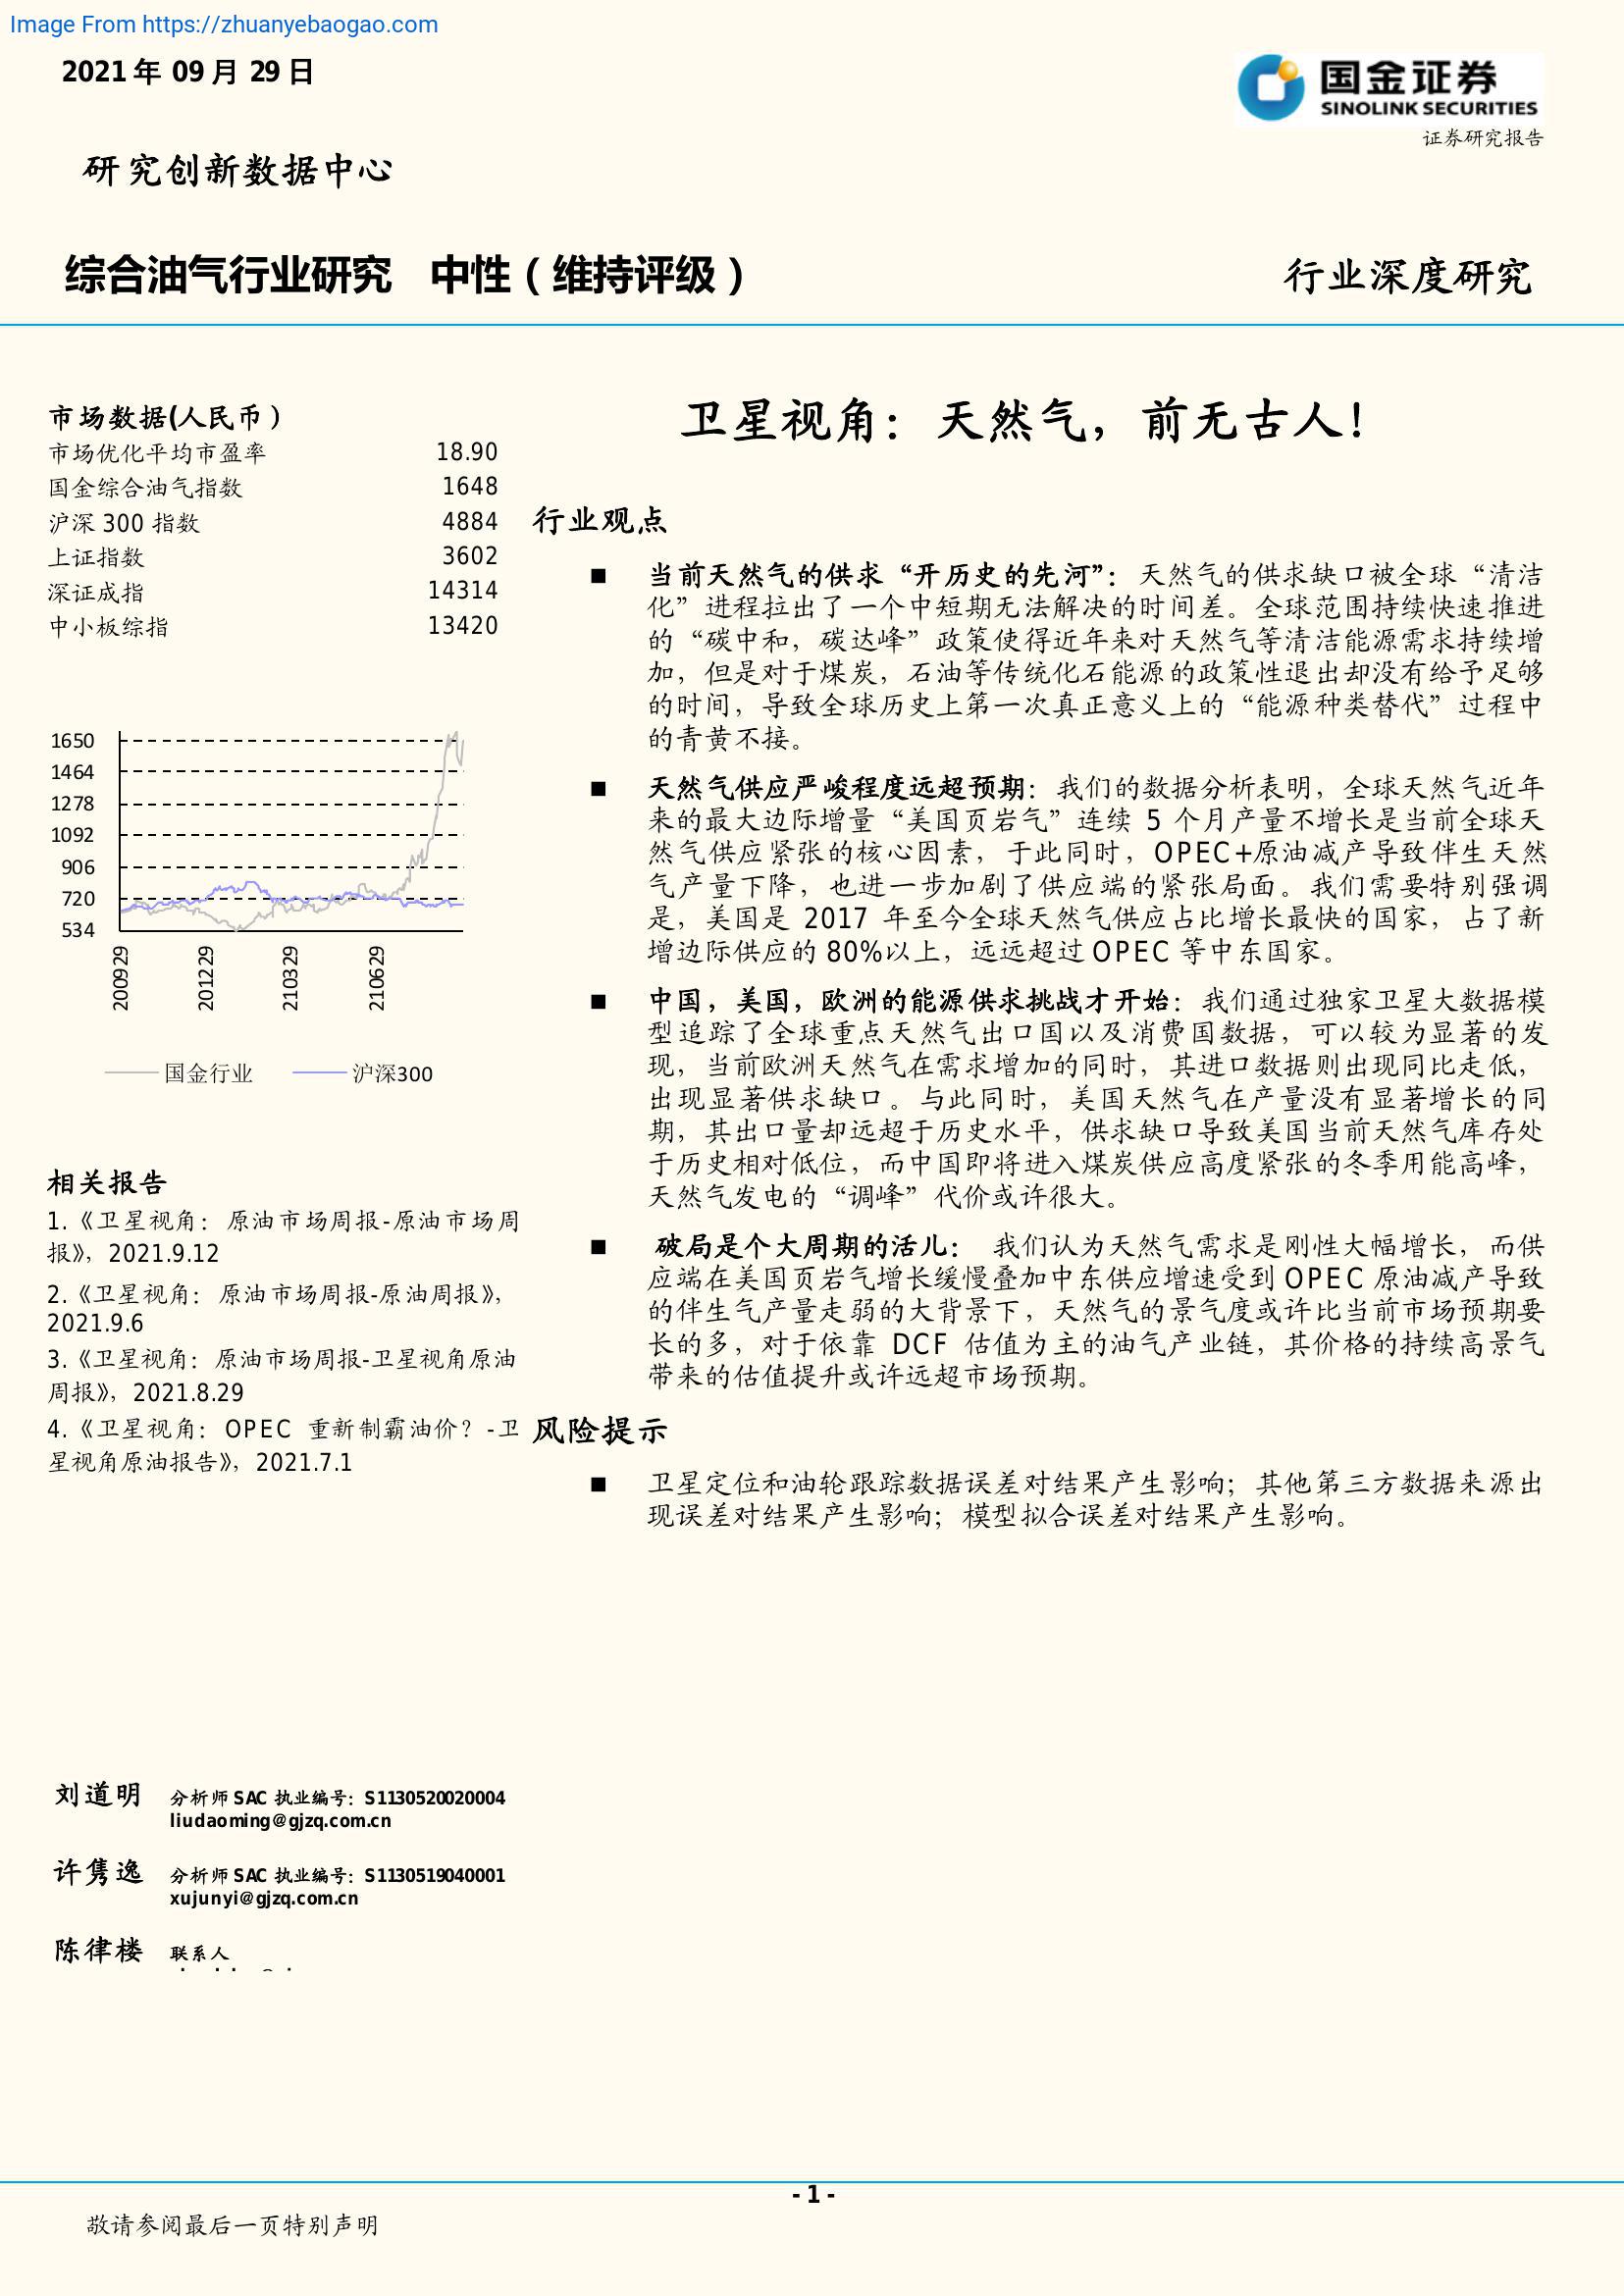 Image From https://zhuanyebaogao.com
2021 年 09 月 29 日
国金证券
SINOLINK SECURITIES
证券研究报告
研究创新数据中心
综合油气行业研究 中性（维持评级）
行业深度研究
市场数据(人民币）
市场优化平均市盈率 18.90
国金综合油气指数 1648
沪深 300 指数 4884
上证指数 3602
深证成指 14314
中小板综指 13420
1650
1464
1278
1092
906
720
534
200929
201229
210329
210629
国金行业 沪深300
相关报告
1.《卫星视角：原油市场周报-原油市场周
报》，2021.9.12
2.《卫星视角：原油市场周报-原油周报》，
2021.9.6
3.《卫星视角：原油市场周报-卫星视角原油
周报》，2021.8.29
4.《卫星视角：OPEC 重新制霸油价？-卫
星视角原油报告》，2021.7.1
刘道明 分析师 SAC 执业编号：S1130520020004
liudaoming@gjzq.com.cn
许隽逸 分析师 SAC 执业编号：S1130519040001
xujunyi@gjzq.com.cn
陈律楼 联系人
卫星视角：天然气，前无古人！
行业观点
■ 当前天然气的供求“开历史的先河”：天然气的供求缺口被全球“清洁
化”进程拉出了一个中短期无法解决的时间差。全球范围持续快速推进
的“碳中和，碳达峰”政策使得近年来对天然气等清洁能源需求持续增
加，但是对于煤炭，石油等传统化石能源的政策性退出却没有给予足够
的时间，导致全球历史上第一次真正意义上的“能源种类替代”过程中
的青黄不接。
■ 天然气供应严峻程度远超预期：我们的数据分析表明，全球天然气近年
来的最大边际增量“美国页岩气”连续 5 个月产量不增长是当前全球天
然气供应紧张的核心因素，于此同时，OPEC+原油减产导致伴生天然
气产量下降，也进一步加剧了供应端的紧张局面。我们需要特别强调
是，美国是 2017 年至今全球天然气供应占比增长最快的国家，占了新
增边际供应的 80%以上，远远超过 OPEC 等中东国家。
■ 中国，美国，欧洲的能源供求挑战才开始：我们通过独家卫星大数据模
型追踪了全球重点天然气出口国以及消费国数据，可以较为显著的发
现，当前欧洲天然气在需求增加的同时，其进口数据则出现同比走低，
出现显著供求缺口。与此同时，美国天然气在产量没有显著增长的同
期，其出口量却远超于历史水平，供求缺口导致美国当前天然气库存处
于历史相对低位，而中国即将进入煤炭供应高度紧张的冬季用能高峰，
天然气发电的“调峰”代价或许很大。
■ 破局是个大周期的活儿： 我们认为天然气需求是刚性大幅增长，而供
应端在美国页岩气增长缓慢叠加中东供应增速受到 OPEC 原油减产导致
的伴生气产量走弱的大背景下，天然气的景气度或许比当前市场预期要
长的多，对于依靠 DCF 估值为主的油气产业链，其价格的持续高景气
带来的估值提升或许远超市场预期。
风险提示
■ 卫星定位和油轮跟踪数据误差对结果产生影响；其他第三方数据来源出
现误差对结果产生影响；模型拟合误差对结果产生影响。
- 1 -
敬请参阅最后一页特别声明